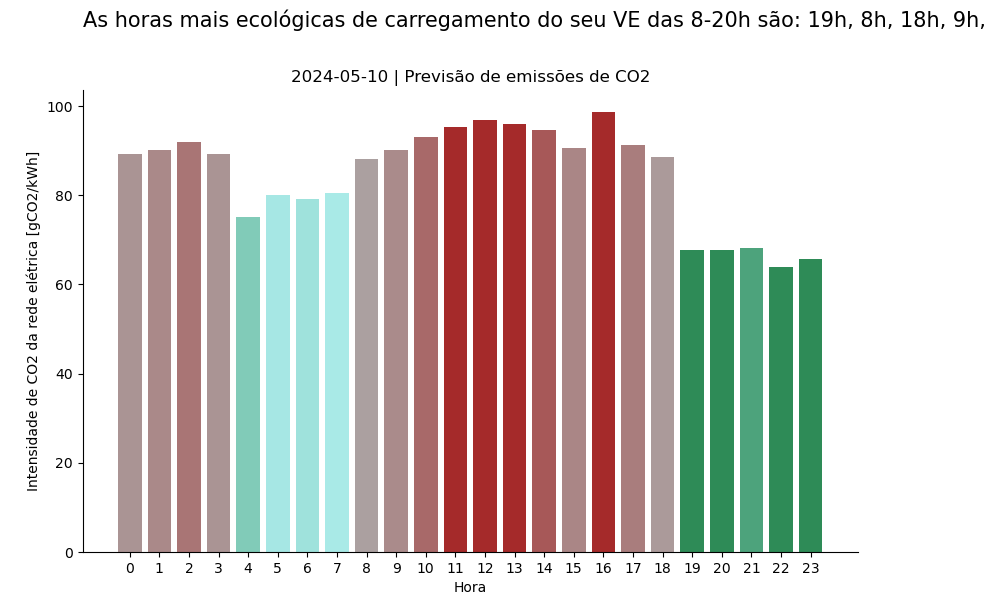 As horas mais ecológicas de carregamento do seu VE das 8-20h são: 19h, 8h, 18h, 9h,
2024-05-10 | Previsão de emissões de CO2
Intensidade de CO2 da rede elétrica [gCO2/kWh]
100
80
60
40
20
0
0 1 2 3 4 5 6 7 8 9 10 11 12 13 14 15 16 17 18 19 20 21 22 23
Hora